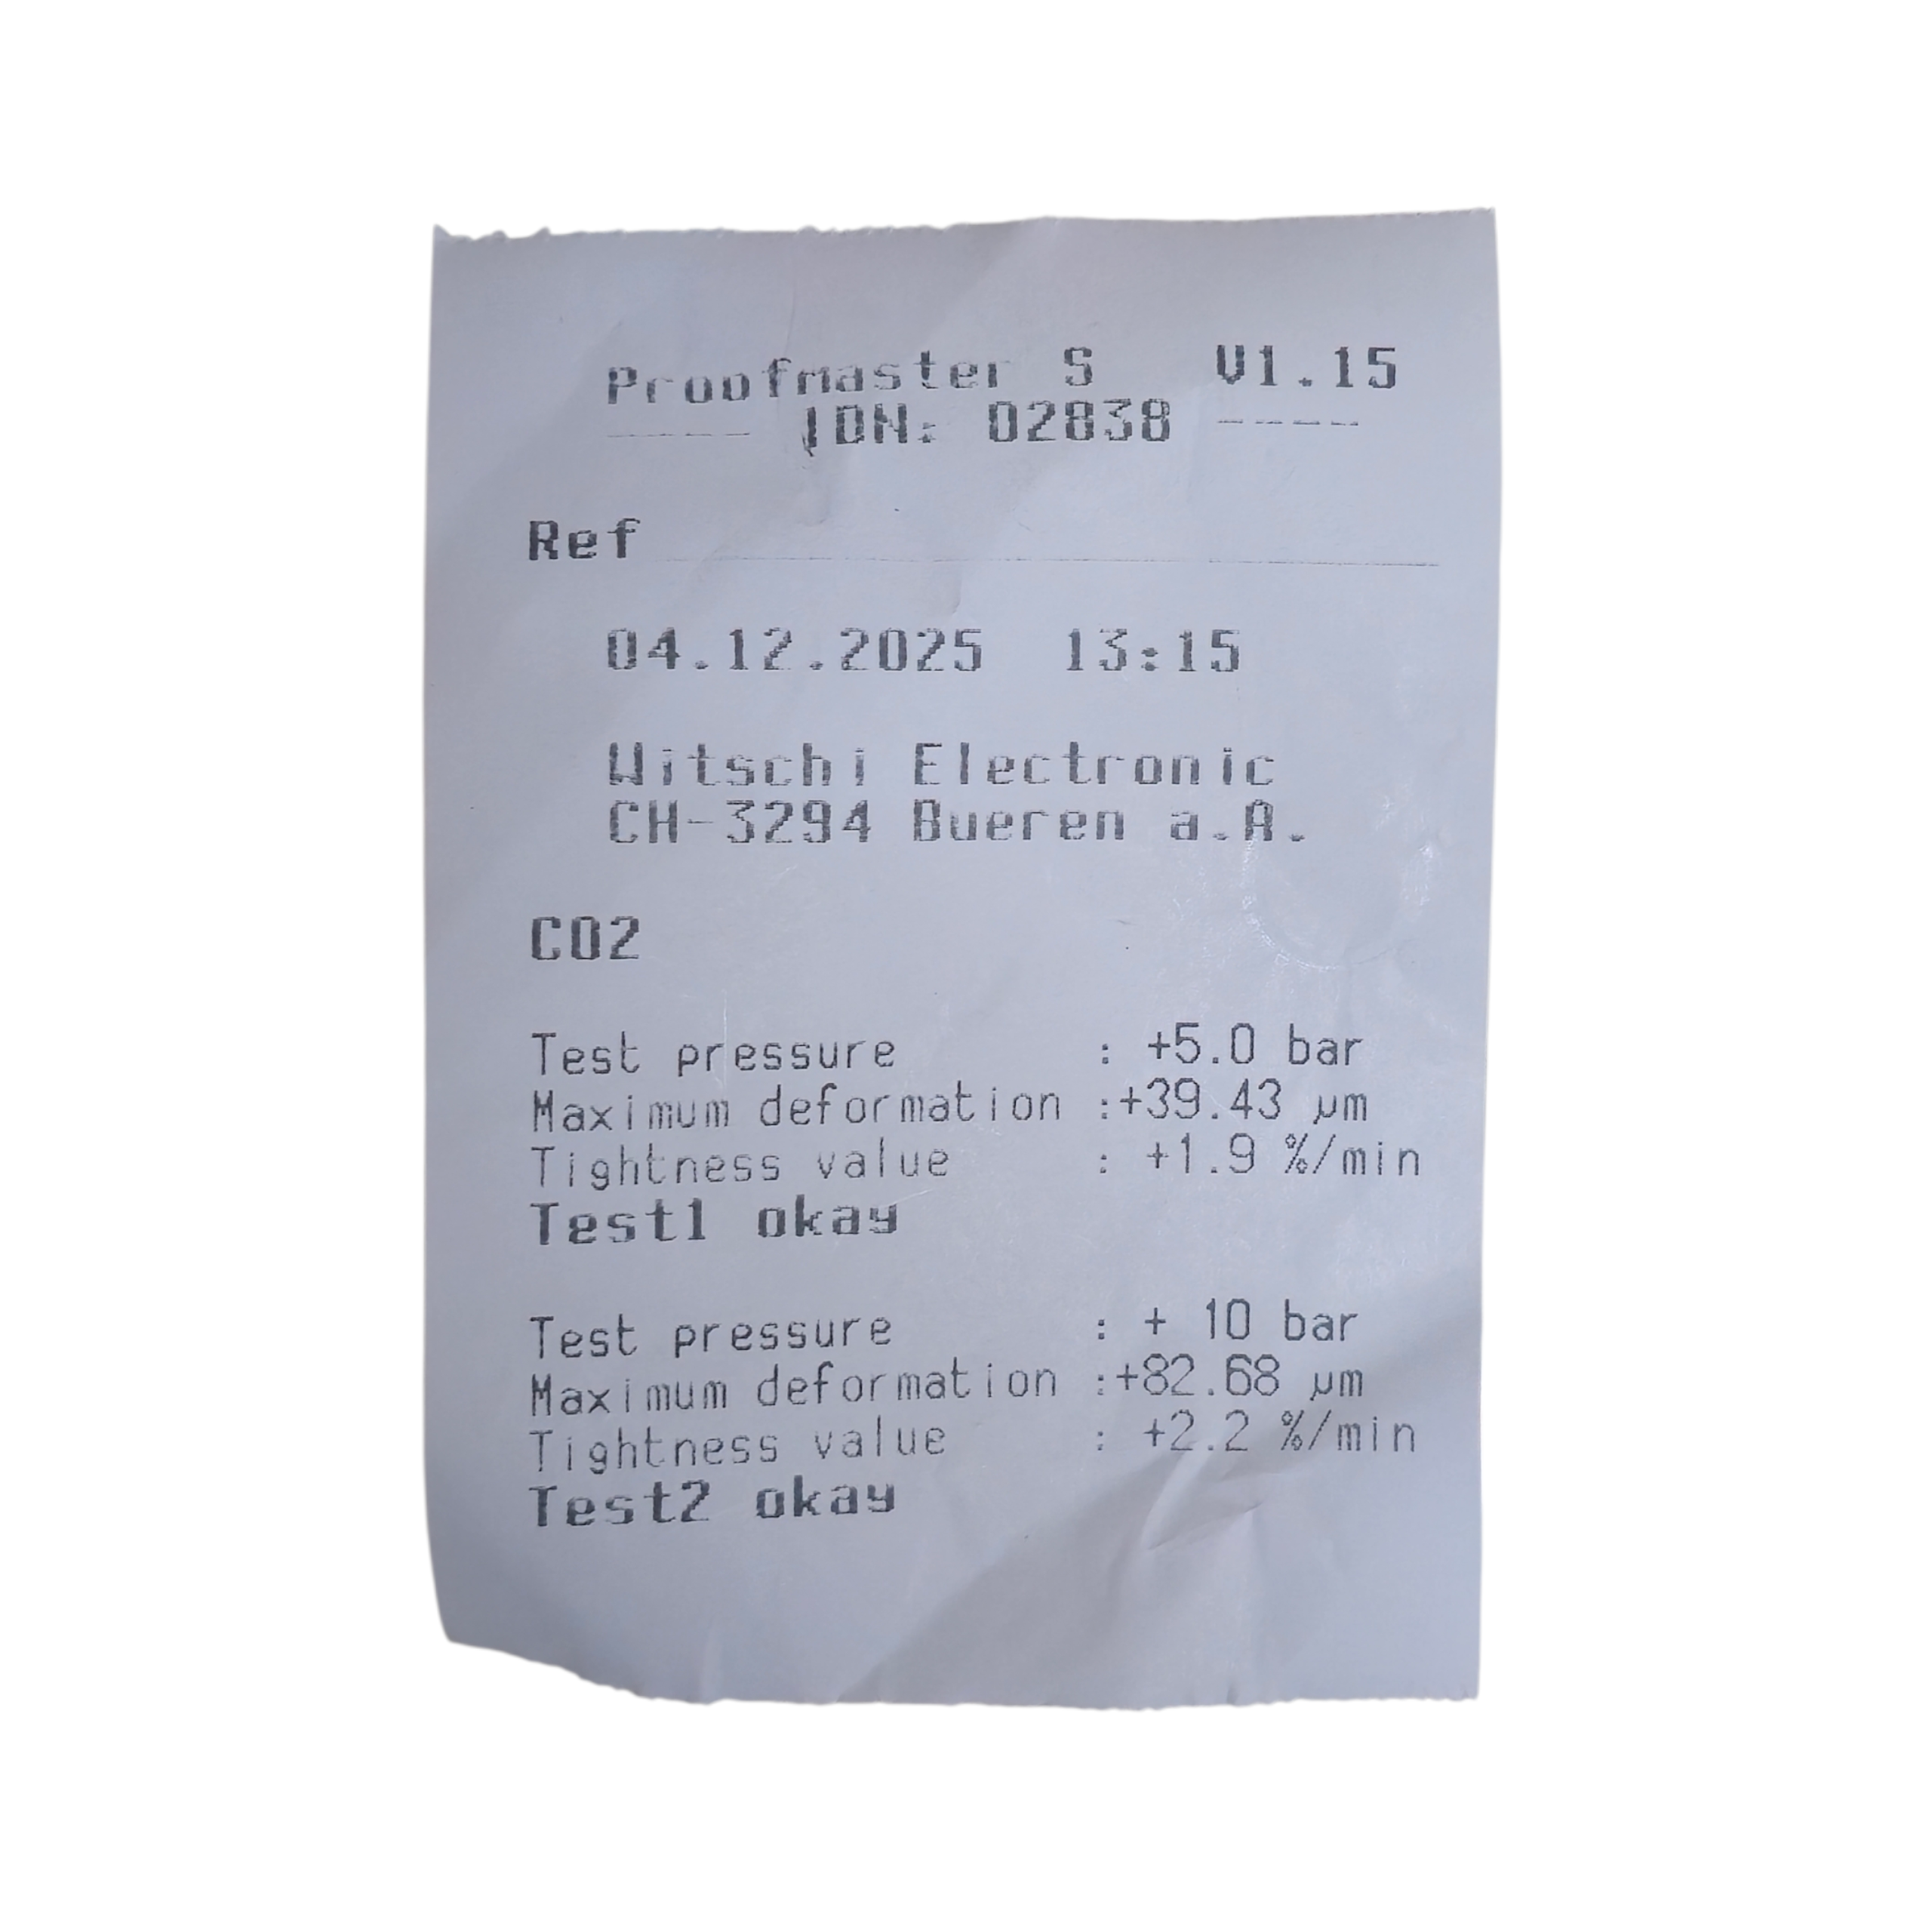 Proofmaster S V1.15
----- IDN: 02838 -----
Ref
04.12.2025 13:15
Witschi Electronic
CH-3294 Bueren a.A.
CO2
Test pressure : +5.0 bar
Maximum deformation :+39.43 µm
Tightness value : +1.9 %/min
Test1 okay
Test pressure : + 10 bar
Maximum deformation :+82.68 µm
Tightness value : +2.2 %/min
Test2 okay